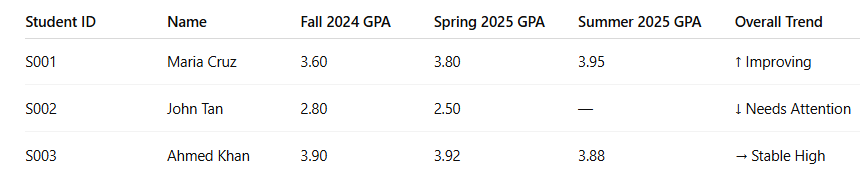 Student ID Name Fall 2024 GPA Spring 2025 GPA Summer 2025 GPA Overall Trend
S001 Maria Cruz 3.60 3.80 3.95 ↑ Improving
S002 John Tan 2.80 2.50 — ↓ Needs Attention
S003 Ahmed Khan 3.90 3.92 3.88 → Stable High